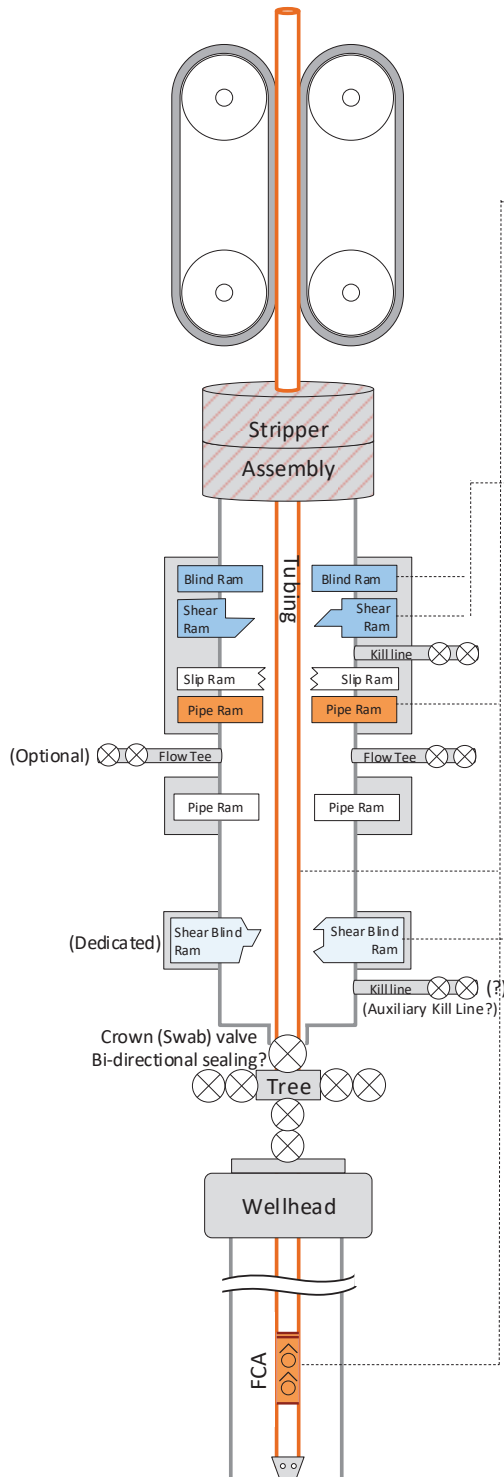 Stripper
Assembly
Tubing
Blind Ram
Blind Ram
Shear
Ram
Shear
Ram
Kill line
Slip Ram
Slip Ram
Pipe Ram
Pipe Ram
(Optional)
Flow Tee
Flow Tee
Pipe Ram
Pipe Ram
(Dedicated)
Shear Blind
Ram
Shear Blind
Ram
Kill line
(?)
(Auxiliary Kill Line?)
Crown (Swab) valve
Bi-directional sealing?
Tree
Wellhead
FCA